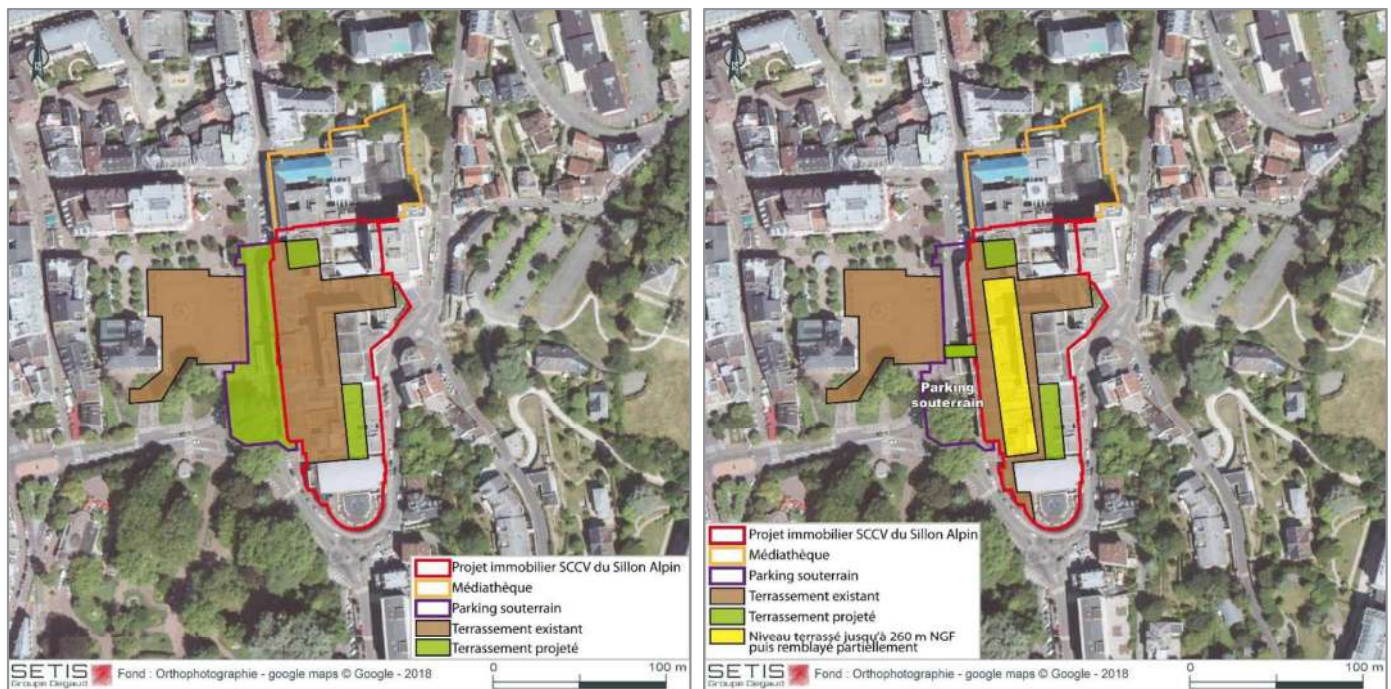 Projet immobilier SCCV du Sillon Alpin
Médiathèque
Parking souterrain
Terrassement existant
Terrassement projeté
SETIS
Groupe Degaud
Fond : Orthophotographie - google maps © Google - 2018
0 100 m
Parking
souterrain
Projet immobilier SCCV du Sillon Alpin
Médiathèque
Parking souterrain
Terrassement existant
Terrassement projeté
Niveau terrassé jusqu'à 260 m NGF
puis remblayé partiellement
SETIS
Groupe Degaud
Fond : Orthophotographie - google maps © Google - 2018
0 100 m